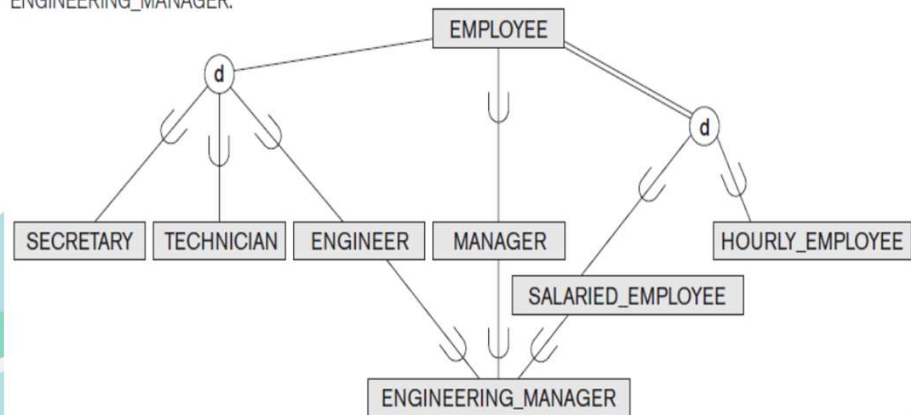 ENGINEERING_MANAGER.
EMPLOYEE
d
d
SECRETARY
TECHNICIAN
ENGINEER
MANAGER
HOURLY_EMPLOYEE
SALARIED_EMPLOYEE
ENGINEERING_MANAGER